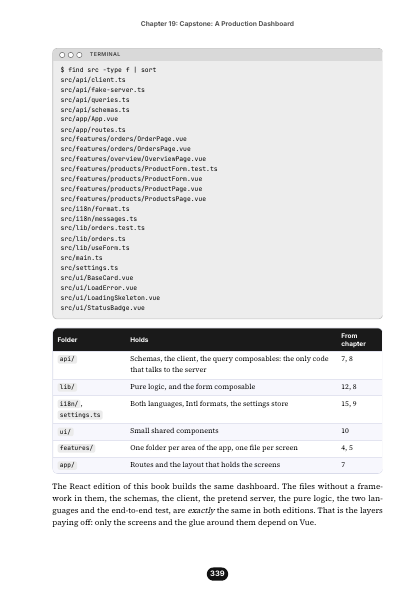 Chapter 19: Capstone: A Production Dashboard
TERMINAL
$ find src -type f | sort
src/api/client.ts
src/api/fake-server.ts
src/api/queries.ts
src/api/schemas.ts
src/app/App.vue
src/app/routes.ts
src/features/orders/OrderPage.vue
src/features/orders/OrdersPage.vue
src/features/overview/OverviewPage.vue
src/features/products/ProductForm.test.ts
src/features/products/ProductForm.vue
src/features/products/ProductPage.vue
src/features/products/ProductsPage.vue
src/i18n/format.ts
src/i18n/messages.ts
src/lib/orders.test.ts
src/lib/orders.ts
src/lib/useForm.ts
src/main.ts
src/settings.ts
src/ui/BaseCard.vue
src/ui/LoadError.vue
src/ui/LoadingSkeleton.vue
src/ui/StatusBadge.vue
Folder Holds From
chapter
api/ Schemas, the client, the query composables: the only code 7, 8
that talks to the server
lib/ Pure logic, and the form composable 12, 8
i18n/, Both languages, Intl formats, the settings store 15, 9
settings.ts
ui/ Small shared components 10
features/ One folder per area of the app, one file per screen 4, 5
app/ Routes and the layout that holds the screens 7
The React edition of this book builds the same dashboard. The files without a frame-
work in them, the schemas, the client, the pretend server, the pure logic, the two lan-
guages and the end-to-end test, are exactly the same in both editions. That is the layers
paying off: only the screens and the glue around them depend on Vue.
339